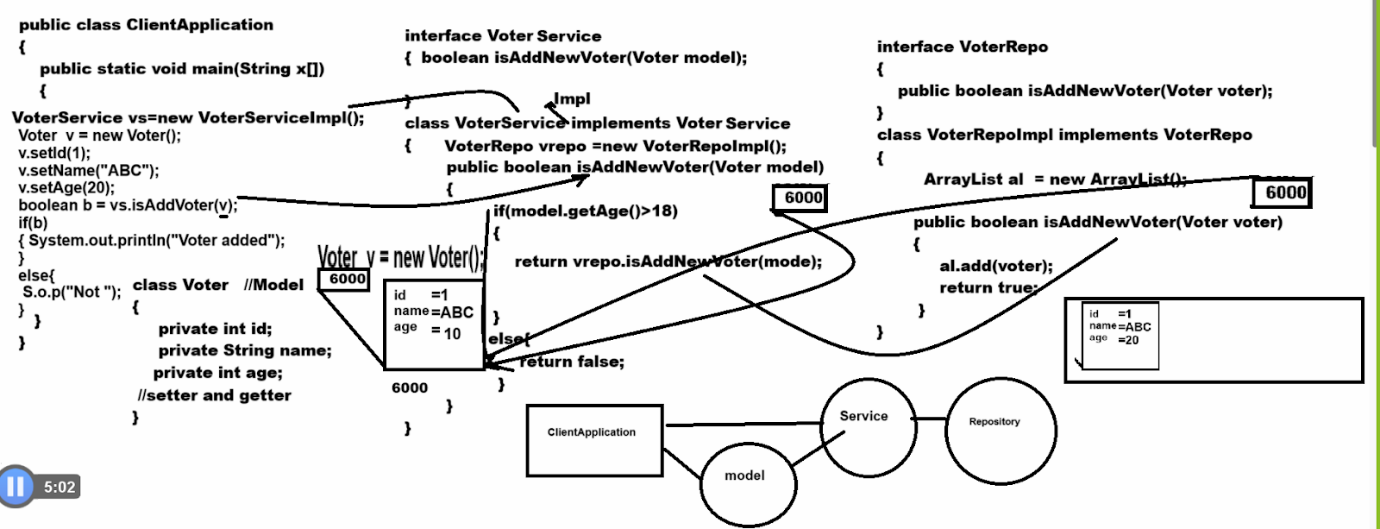 public class ClientApplication
{
public static void main(String x[])
{
VoterService vs=new VoterServiceImpl();
Voter v = new Voter();
v.setId(1);
v.setName("ABC");
v.setAge(20);
boolean b = vs.isAddVoter(v);
if(b)
{ System.out.println("Voter added");
}
else{
S.o.p("Not ");
}
}
}
class Voter //Model
{
private int id;
private String name;
private int age;
//setter and getter
}
Voter v = new Voter();
6000
id =1
name=ABC
age =10
6000
interface Voter Service
{ boolean isAddNewVoter(Voter model);
}
Impl
class VoterService implements Voter Service
{ VoterRepo vrepo =new VoterRepoImpl();
public boolean isAddNewVoter(Voter model)
{
6000
if(model.getAge()>18)
{
return vrepo.isAddNewVoter(mode);
}
else{
return false;
}
}
}
interface VoterRepo
{
public boolean isAddNewVoter(Voter voter);
}
class VoterRepoImpl implements VoterRepo
{
ArrayList al = new ArrayList();
6000
public boolean isAddNewVoter(Voter voter)
{
al.add(voter);
return true;
}
}
id =1
name=ABC
age =20
ClientApplication
model
Service
Repository
5:02